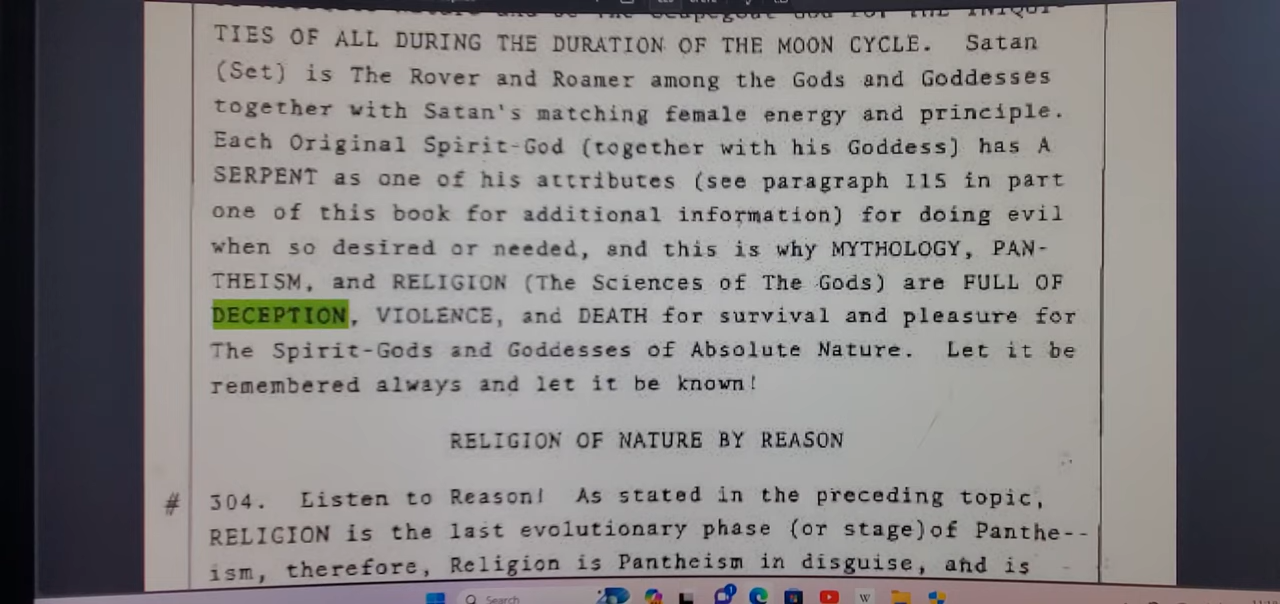 TIES OF ALL DURING THE DURATION OF THE MOON CYCLE. Satan
(Set) is The Rover and Roamer among the Gods and Goddesses
together with Satan's matching female energy and principle.
Each Original Spirit-God (together with his Goddess) has A
SERPENT as one of his attributes (see paragraph 115 in part
one of this book for additional information) for doing evil
when so desired or needed, and this is why MYTHOLOGY, PAN-
THEISM, and RELIGION (The Sciences of The Gods) are FULL OF
DECEPTION, VIOLENCE, and DEATH for survival and pleasure for
The Spirit-Gods and Goddesses of Absolute Nature. Let it be
remembered always and let it be known!
RELIGION OF NATURE BY REASON
# 304. Listen to Reason! As stated in the preceding topic,
RELIGION is the last evolutionary phase (or stage)of Panthe--
ism, therefore, Religion is Pantheism in disguise, and is
Search